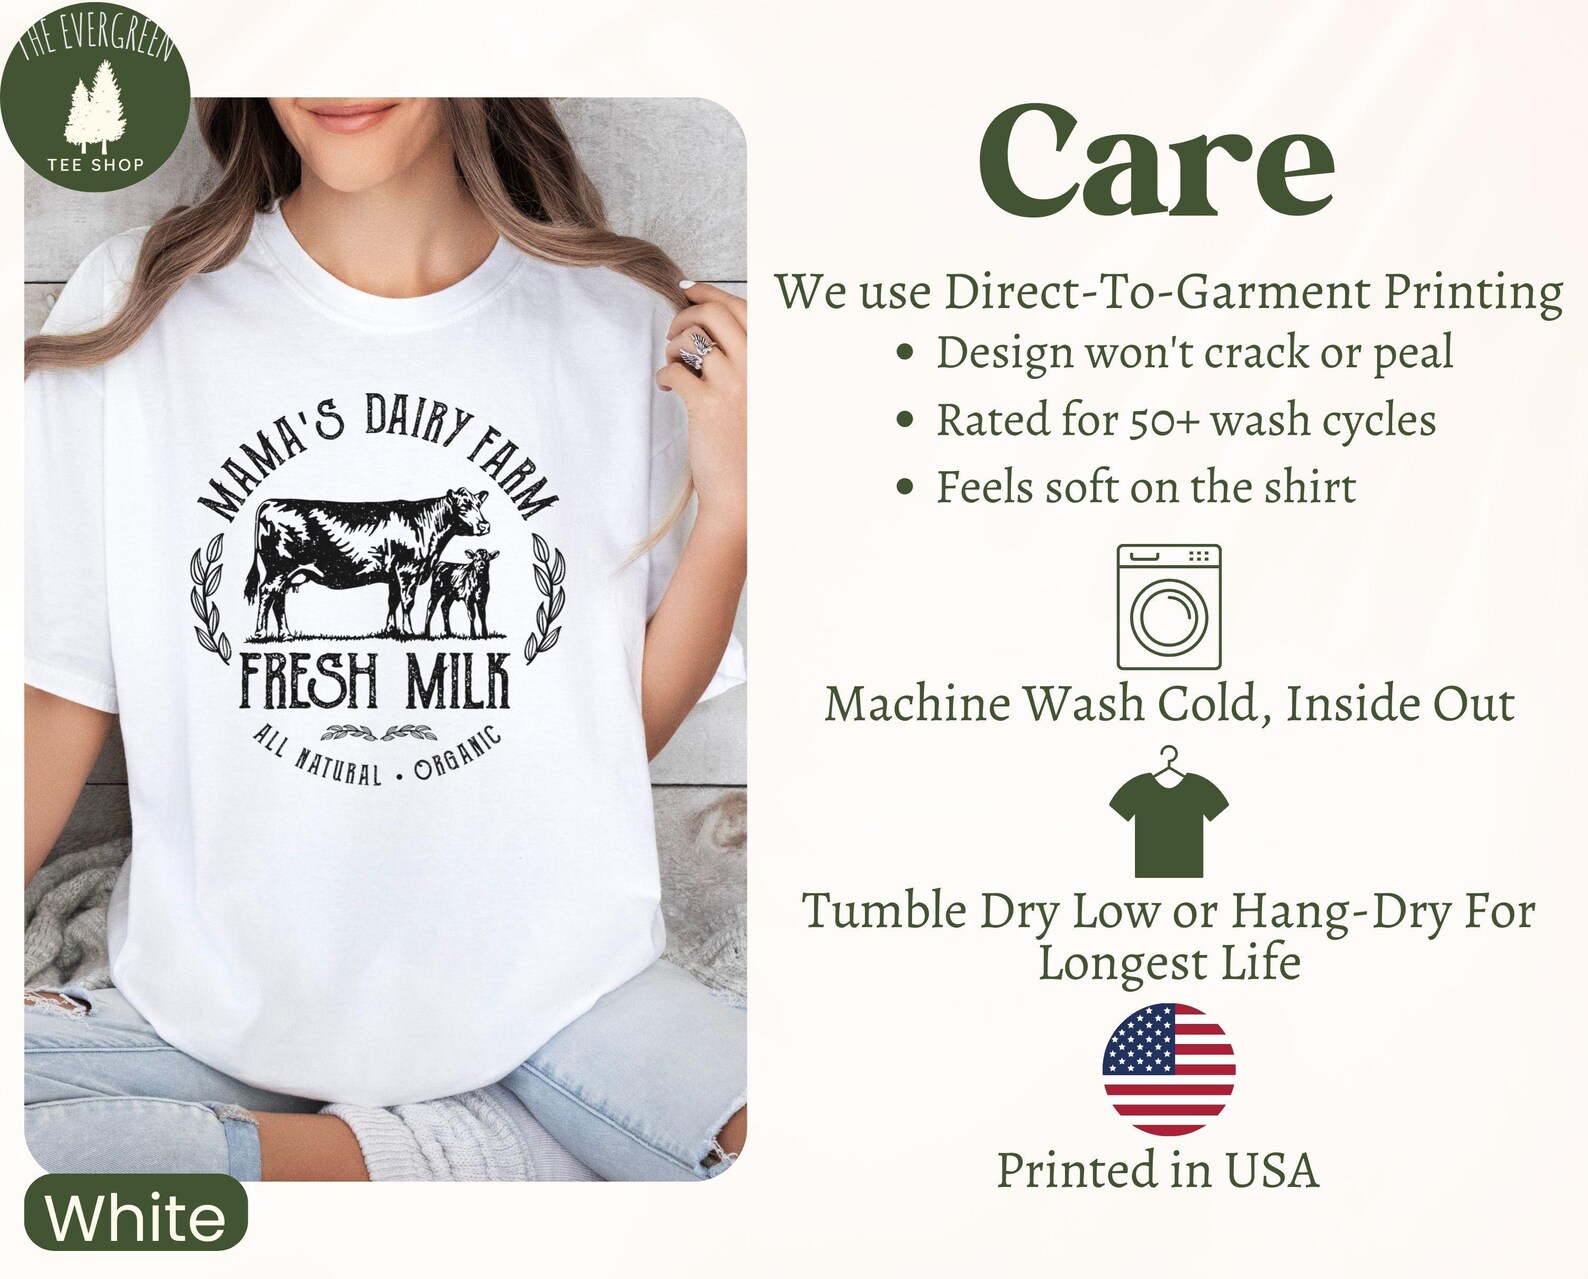 THE EVERGREEN
TEE SHOP
MAMA'S DAIRY FARM
FRESH MILK
ALL NATURAL • ORGANIC
White
Care
We use Direct-To-Garment Printing
• Design won't crack or peal
• Rated for 50+ wash cycles
• Feels soft on the shirt
Machine Wash Cold, Inside Out
Tumble Dry Low or Hang-Dry For
Longest Life
Printed in USA